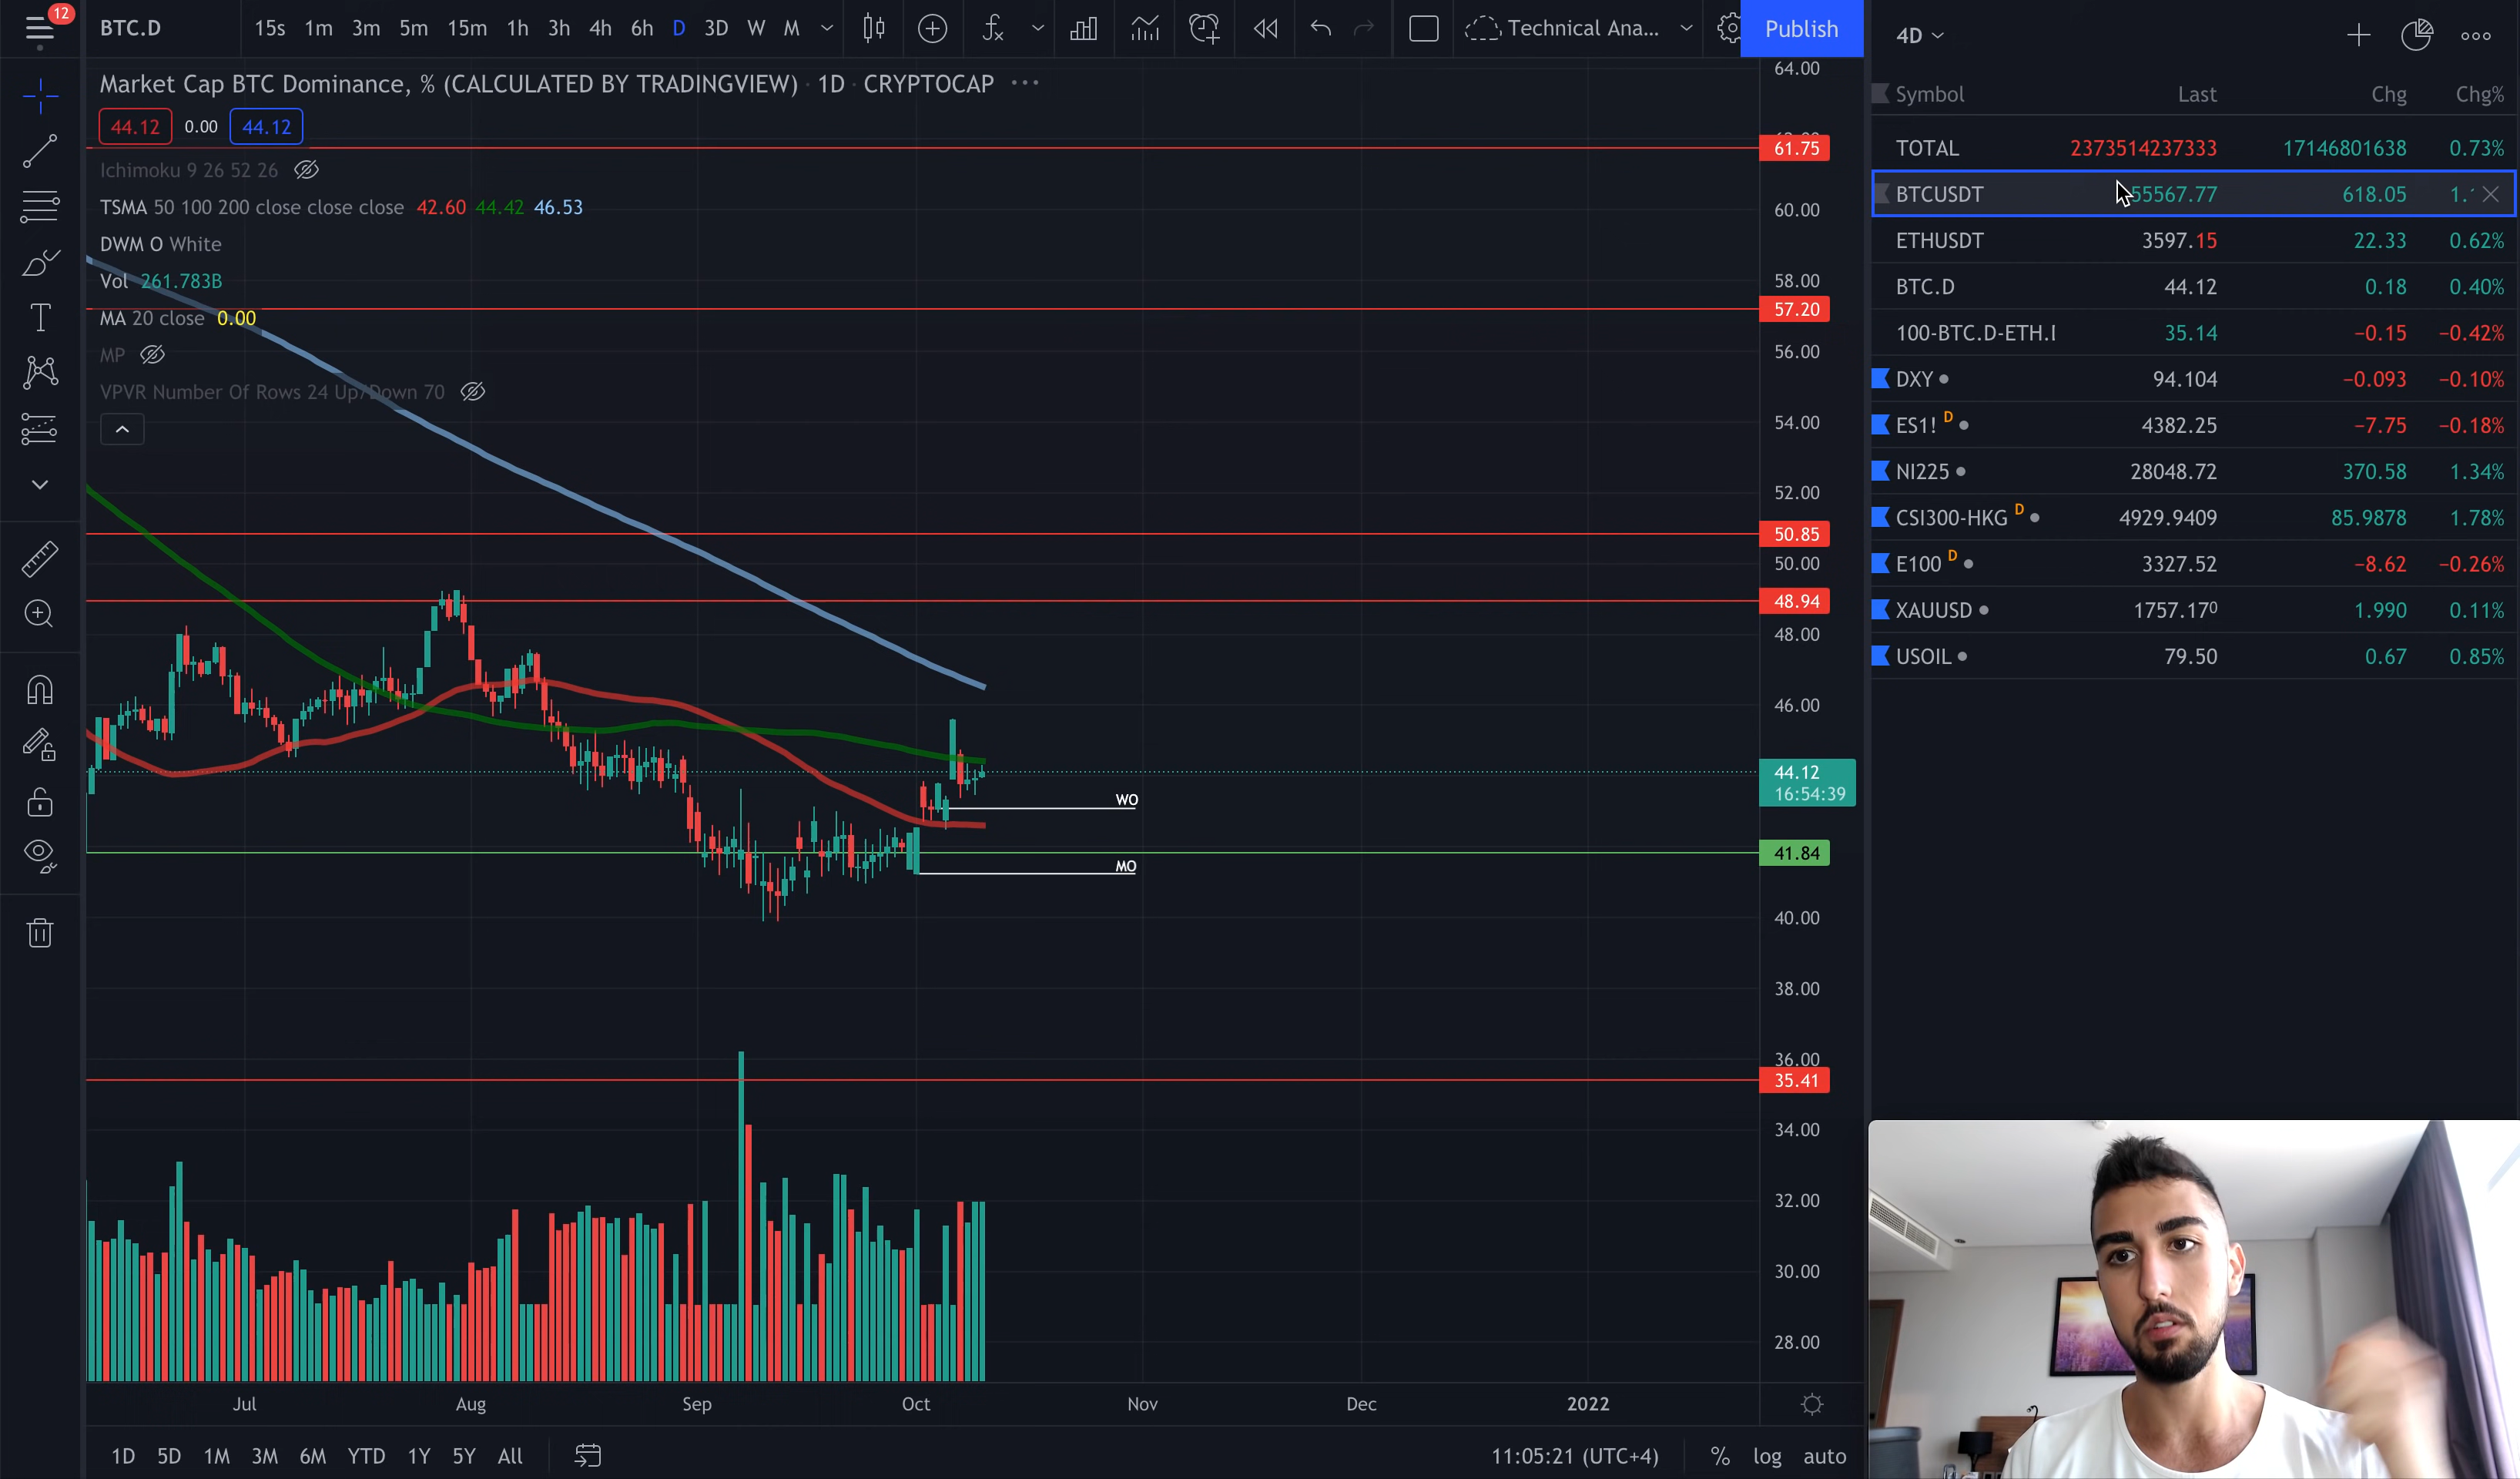 12
BTC.D 15s 1m 3m 5m 15m 1h 3h 4h 6h D 3D W M Technical Ana... Publish
Market Cap BTC Dominance, % (CALCULATED BY TRADINGVIEW) · 1D · CRYPTOCAP
44.12 0.00 44.12
Ichimoku 9 26 52 26
TSMA 50 100 200 close close close 42.60 44.42 46.53
DWM O White
Vol 261.783B
MA 20 close 0.00
MP
VPVR Number Of Rows 24 Up/Down 70
WO
MO
64.00
61.75
60.00
58.00
57.20
56.00
54.00
52.00
50.85
50.00
48.94
48.00
46.00
44.12
16:54:39
41.84
40.00
38.00
36.00
35.41
34.00
32.00
30.00
28.00
Jul Aug Sep Oct Nov Dec 2022
1D 5D 1M 3M 6M YTD 1Y 5Y All 11:05:21 (UTC+4) % log auto
4D
Symbol Last Chg Chg%
TOTAL 2373514237333 17146801638 0.73%
BTCUSDT 55567.77 618.05
ETHUSDT 3597.15 22.33 0.62%
BTC.D 44.12 0.18 0.40%
100-BTC.D-ETH.I 35.14 −0.15 −0.42%
DXY 94.104 −0.093 −0.10%
ES1! D 4382.25 −7.75 −0.18%
NI225 28048.72 370.58 1.34%
CSI300-HKG D 4929.9409 85.9878 1.78%
E100 D 3327.52 −8.62 −0.26%
XAUUSD 1757.170 1.990 0.11%
USOIL 79.50 0.67 0.85%